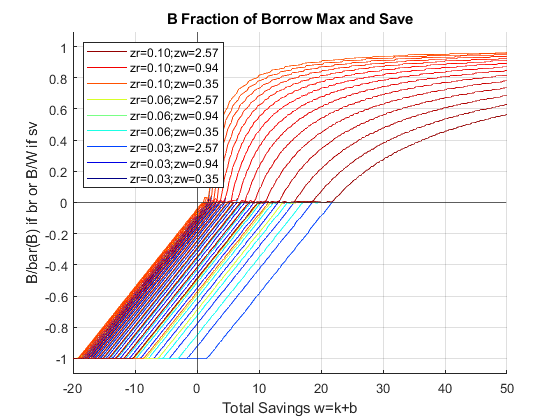 B Fraction of Borrow Max and Save
zr=0.10;zw=2.57
zr=0.10;zw=0.94
zr=0.10;zw=0.35
zr=0.06;zw=2.57
zr=0.06;zw=0.94
zr=0.06;zw=0.35
zr=0.03;zw=2.57
zr=0.03;zw=0.94
zr=0.03;zw=0.35
B/bar(B) if br or B/W if sv
1
0.8
0.6
0.4
0.2
0
-0.2
-0.4
-0.6
-0.8
-1
-20 -10 0 10 20 30 40 50
Total Savings w=k+b